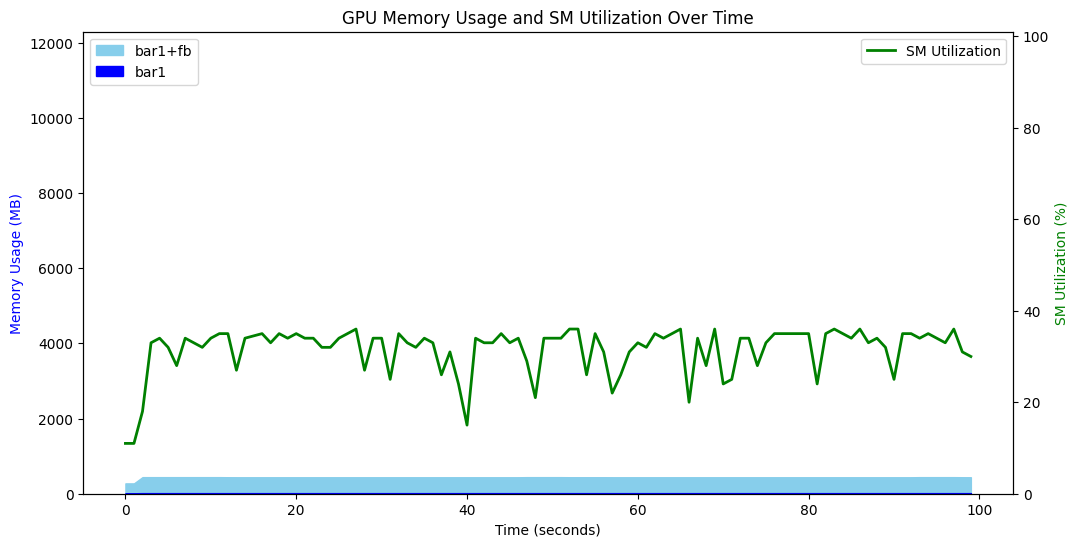 GPU Memory Usage and SM Utilization Over Time
bar1+fb
bar1
SM Utilization
Memory Usage (MB)
12000
10000
8000
6000
4000
2000
0
100
80
60
40
20
0
SM Utilization (%)
0 20 40 60 80 100
Time (seconds)